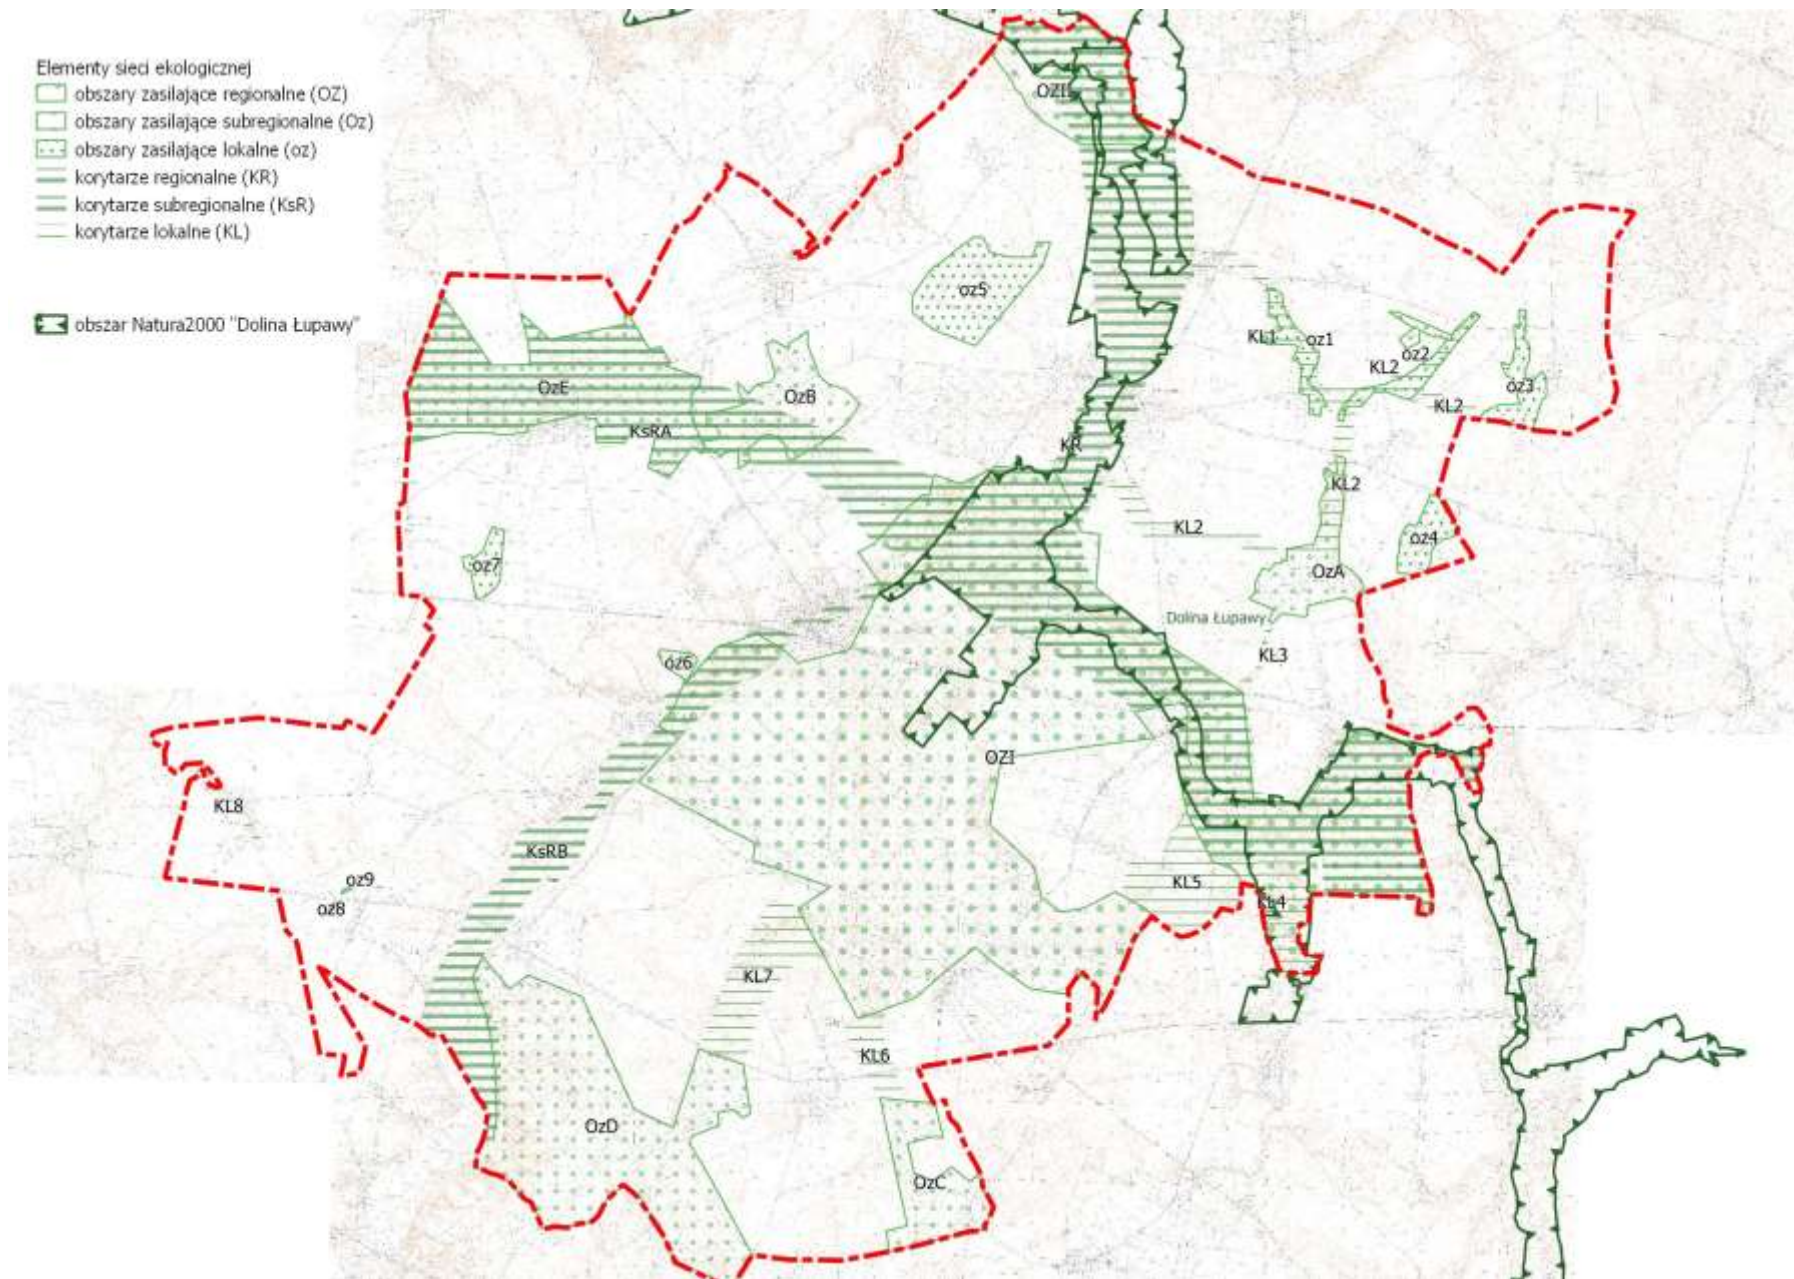 Elementy sieci ekologicznej
obszary zasilające regionalne (OZ)
obszary zasilające subregionalne (Oz)
obszary zasilające lokalne (oz)
korytarze regionalne (KR)
korytarze subregionalne (KsR)
korytarze lokalne (KL)
obszar Natura2000 "Dolina Łupawy"
OZII
oz5
KL1
oz1
oz2
KL2
oz3
KL2
OzE
OzB
KsRA
KR
KL2
KL2
oz4
oz7
OzA
Dolina Łupawy
KL3
oz6
OZI
KL8
KsRB
oz9
oz8
KL5
KL4
KL7
KL6
OzD
OzC